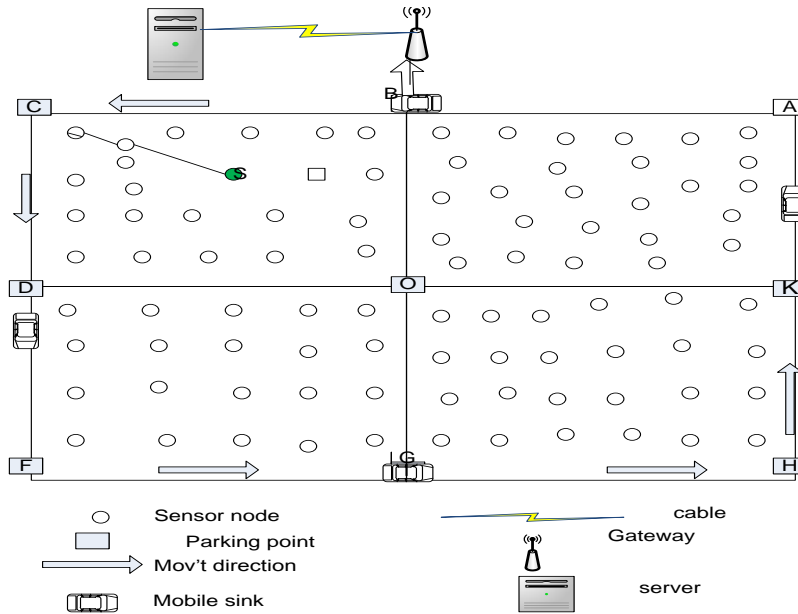 B
C
A
S
D
O
K
F
G
H
Sensor node
cable
Parking point
Gateway
Mov't direction
server
Mobile sink